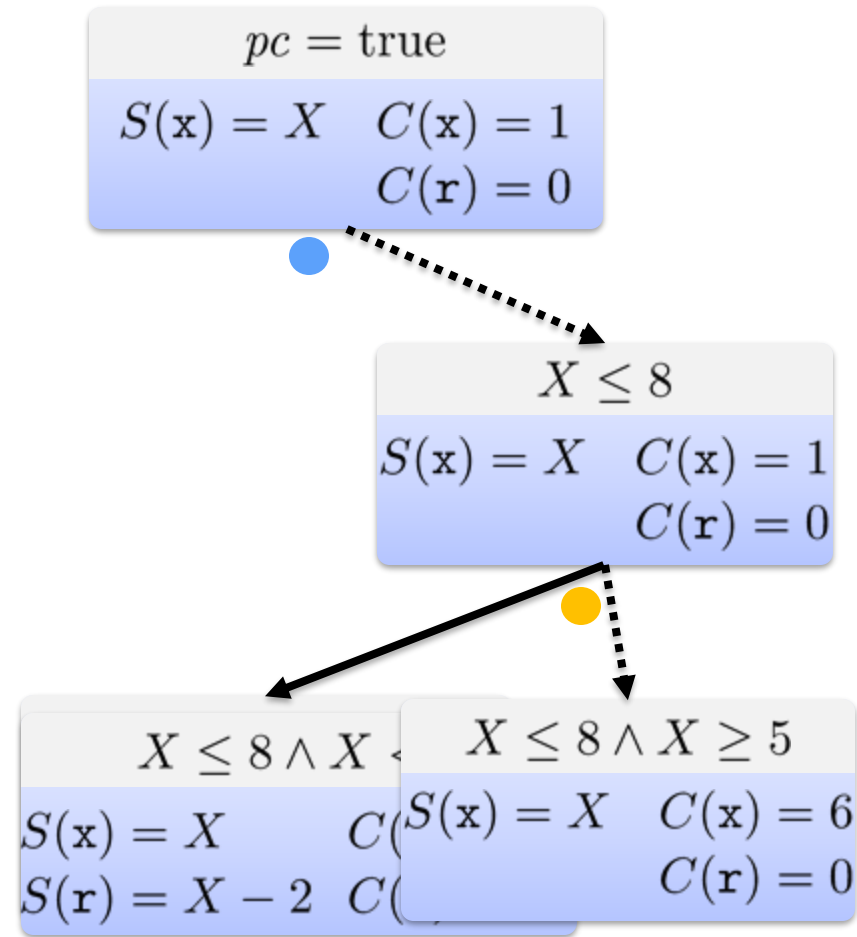 pc = true
S(x) = X C(x) = 1
C(r) = 0
X ≤ 8
S(x) = X C(x) = 1
C(r) = 0
X ≤ 8 ∧ X <
S(x) = X C(
S(r) = X − 2 C(
X ≤ 8 ∧ X ≥ 5
S(x) = X C(x) = 6
C(r) = 0